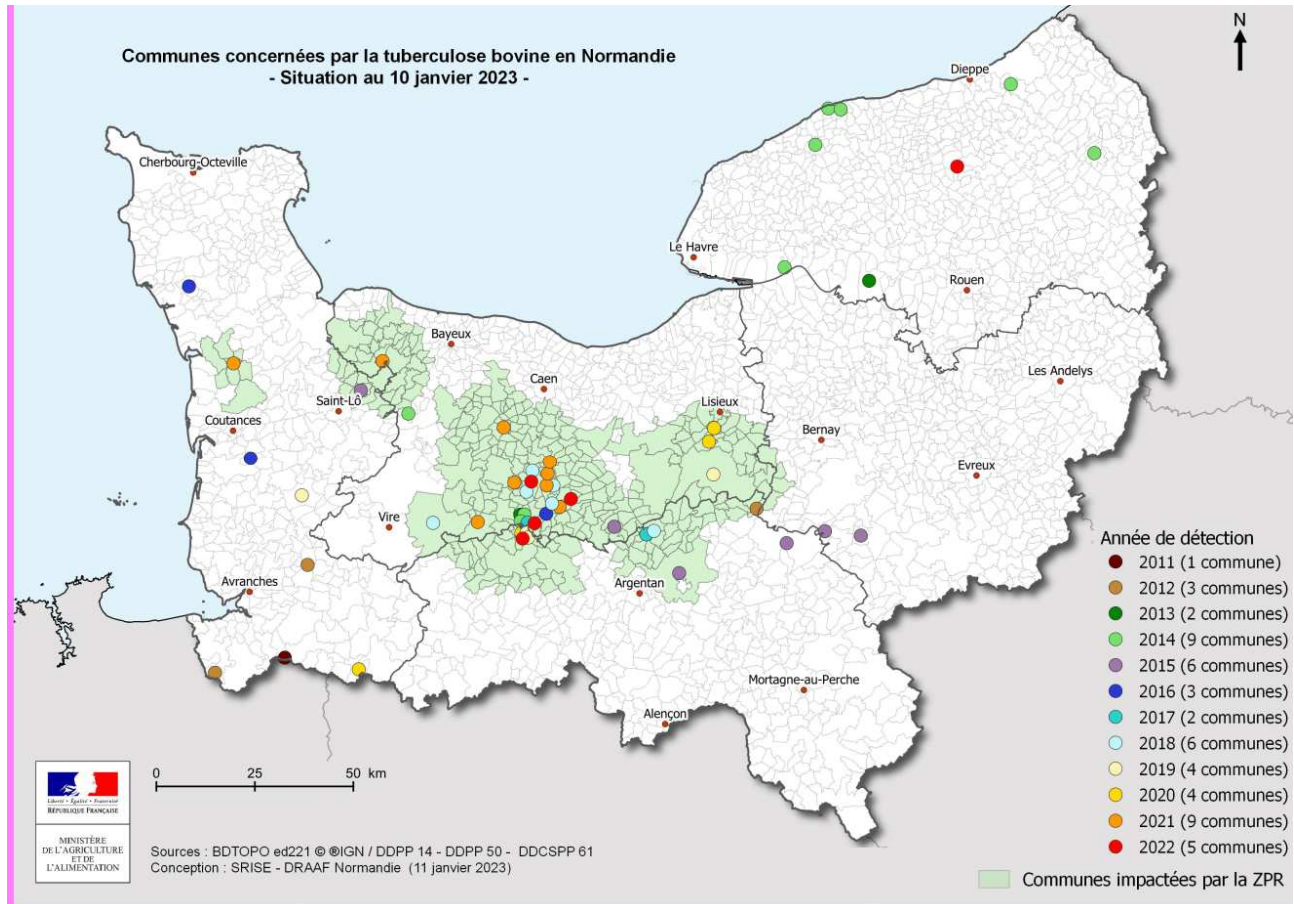 Communes concernées par la tuberculose bovine en Normandie
- Situation au 10 janvier 2023 -
N
Dieppe
Cherbourg-Octeville
Le Havre
Rouen
Bayeux
Caen
Les Andelys
Saint-Lô
Lisieux
Coutances
Bernay
Evreux
Vire
Argentan
Avranches
Mortagne-au-Perche
Alençon
Année de détection
2011 (1 commune)
2012 (3 communes)
2013 (2 communes)
2014 (9 communes)
2015 (6 communes)
2016 (3 communes)
2017 (2 communes)
2018 (6 communes)
2019 (4 communes)
2020 (4 communes)
2021 (9 communes)
2022 (5 communes)
Communes impactées par la ZPR
0 25 50 km
Liberté • Égalité • Fraternité
RÉPUBLIQUE FRANÇAISE
MINISTÈRE
DE L'AGRICULTURE
ET DE
L'ALIMENTATION
Sources : BDTOPO ed221 © ®IGN / DDPP 14 - DDPP 50 - DDCSPP 61
Conception : SRISE - DRAAF Normandie (11 janvier 2023)